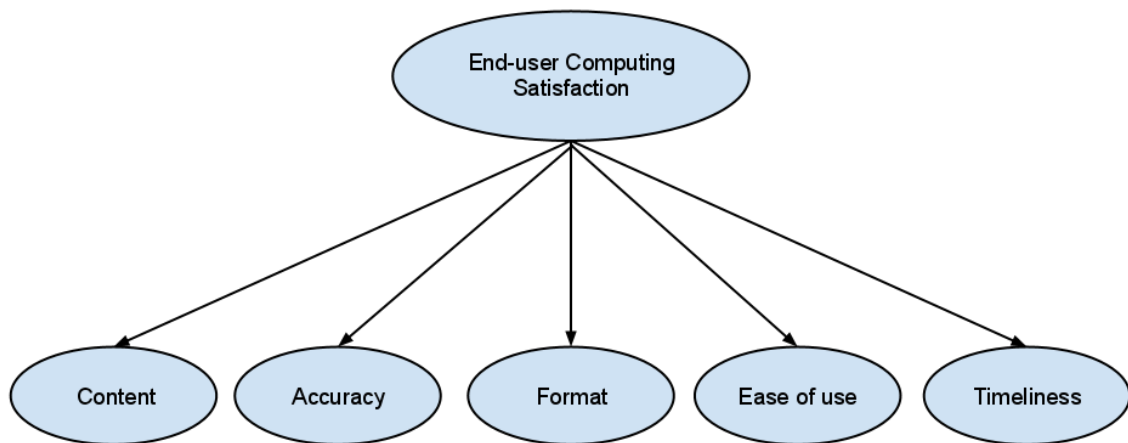 End-user Computing
Satisfaction
Content
Accuracy
Format
Ease of use
Timeliness